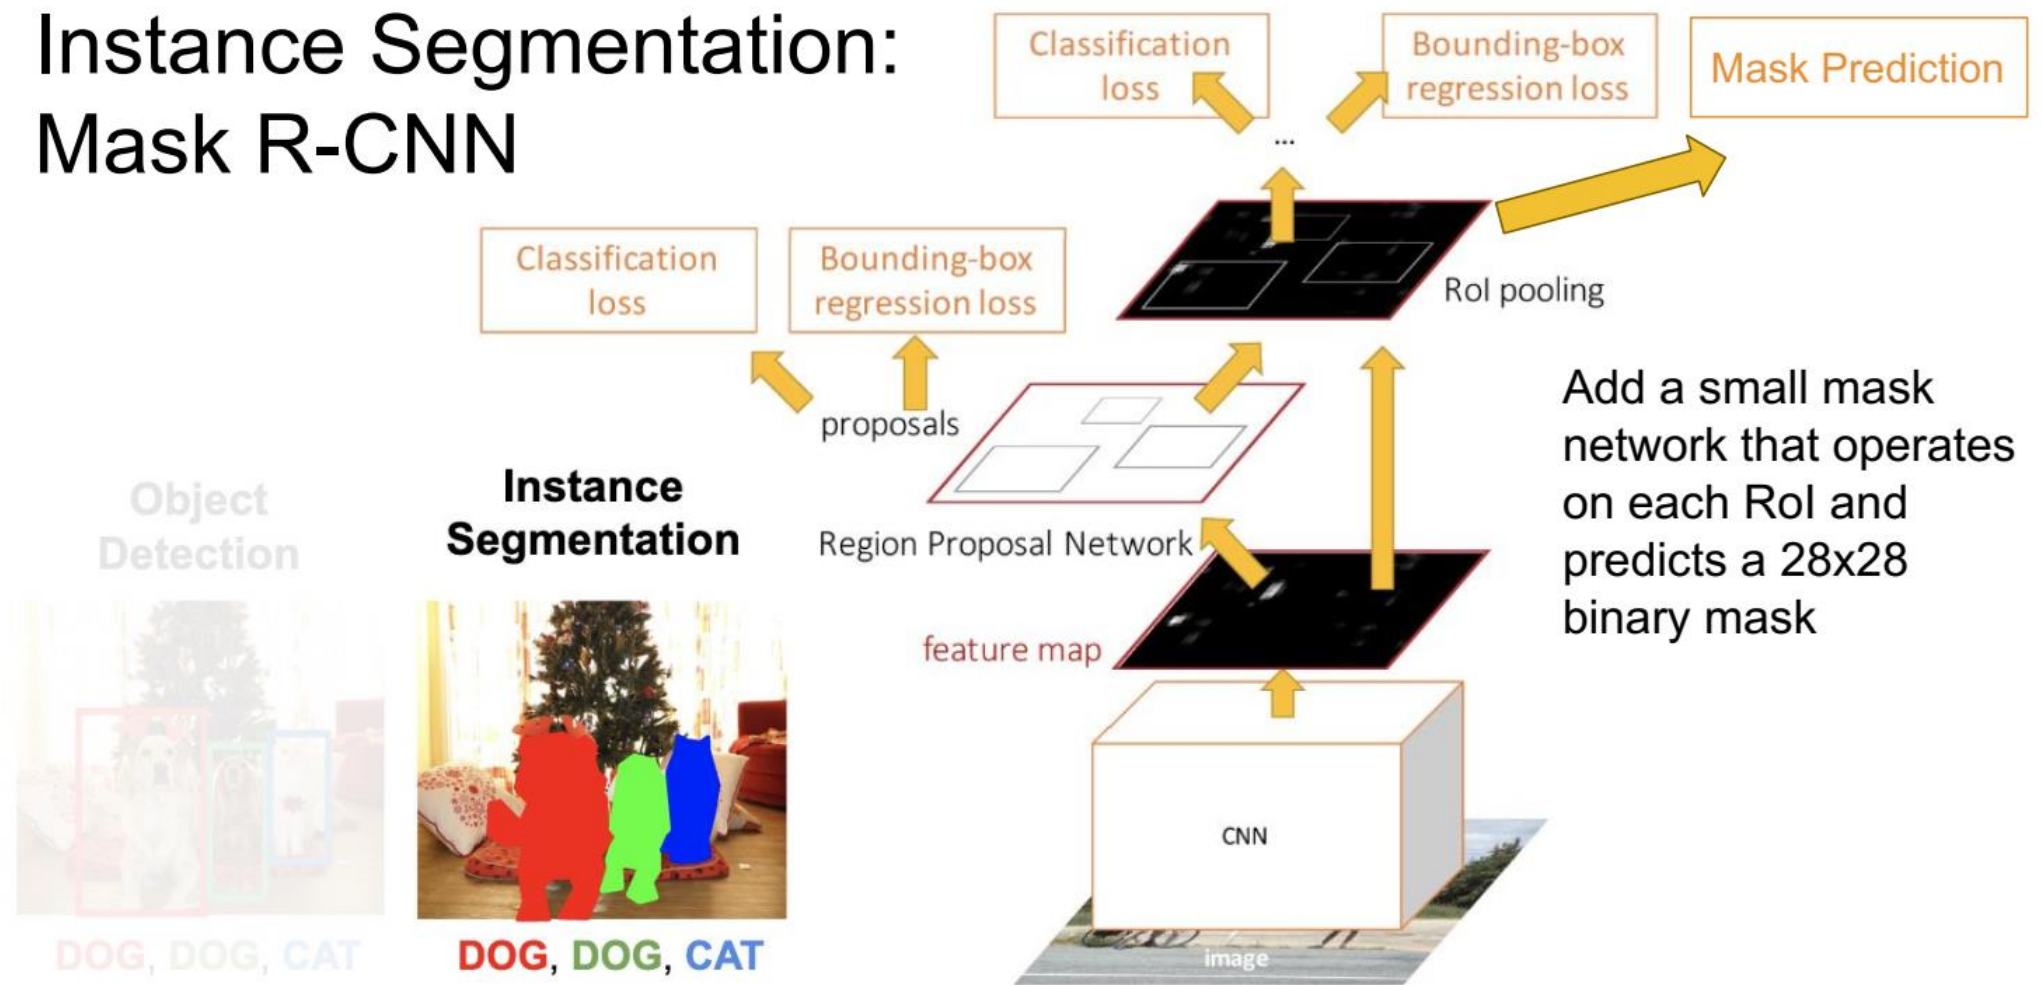 Instance Segmentation:
Mask R-CNN
Classification
loss
Bounding-box
regression loss
Mask Prediction
...
Classification
loss
Bounding-box
regression loss
RoI pooling
proposals
Add a small mask
network that operates
on each RoI and
predicts a 28x28
binary mask
Object
Detection
Instance
Segmentation
Region Proposal Network
feature map
CNN
image
DOG, DOG, CAT
DOG, DOG, CAT